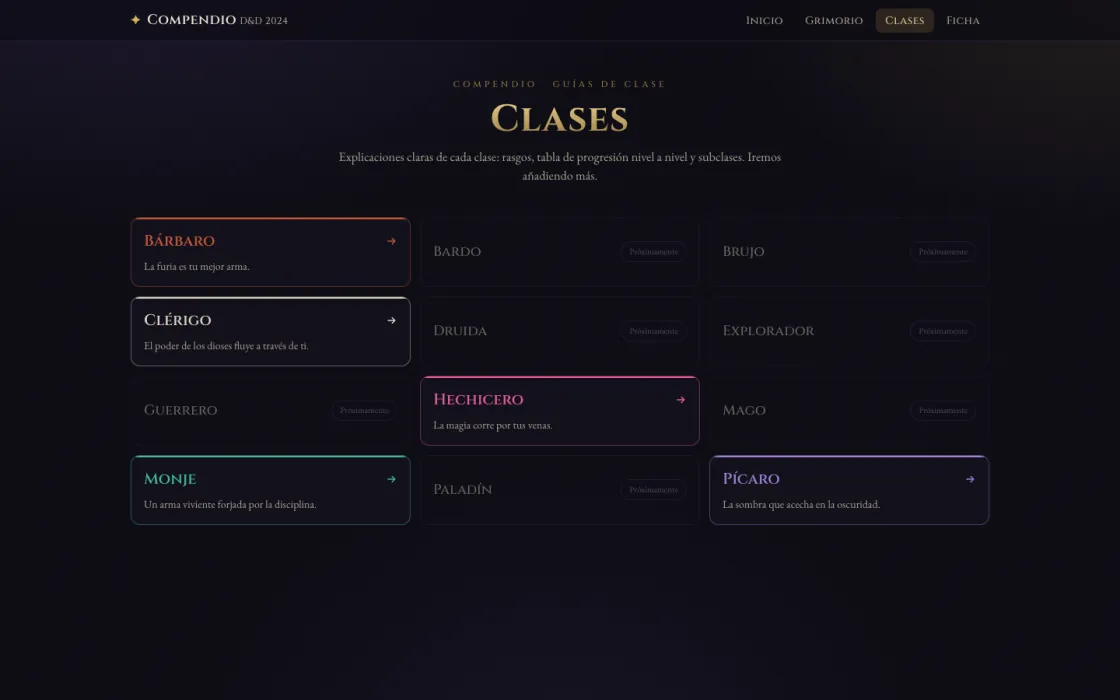 ✦ Compendio D&D 2024
Inicio Grimorio Clases Ficha
Compendio Guías de clase
Clases
Explicaciones claras de cada clase: rasgos, tabla de progresión nivel a nivel y subclases. Iremos
añadiendo más.
Bárbaro →
La furia es tu mejor arma.
Bardo Próximamente
Brujo Próximamente
Clérigo →
El poder de los dioses fluye a través de ti.
Druida Próximamente
Explorador Próximamente
Guerrero Próximamente
Hechicero →
La magia corre por tus venas.
Mago Próximamente
Monje →
Un arma viviente forjada por la disciplina.
Paladín Próximamente
Pícaro →
La sombra que acecha en la oscuridad.